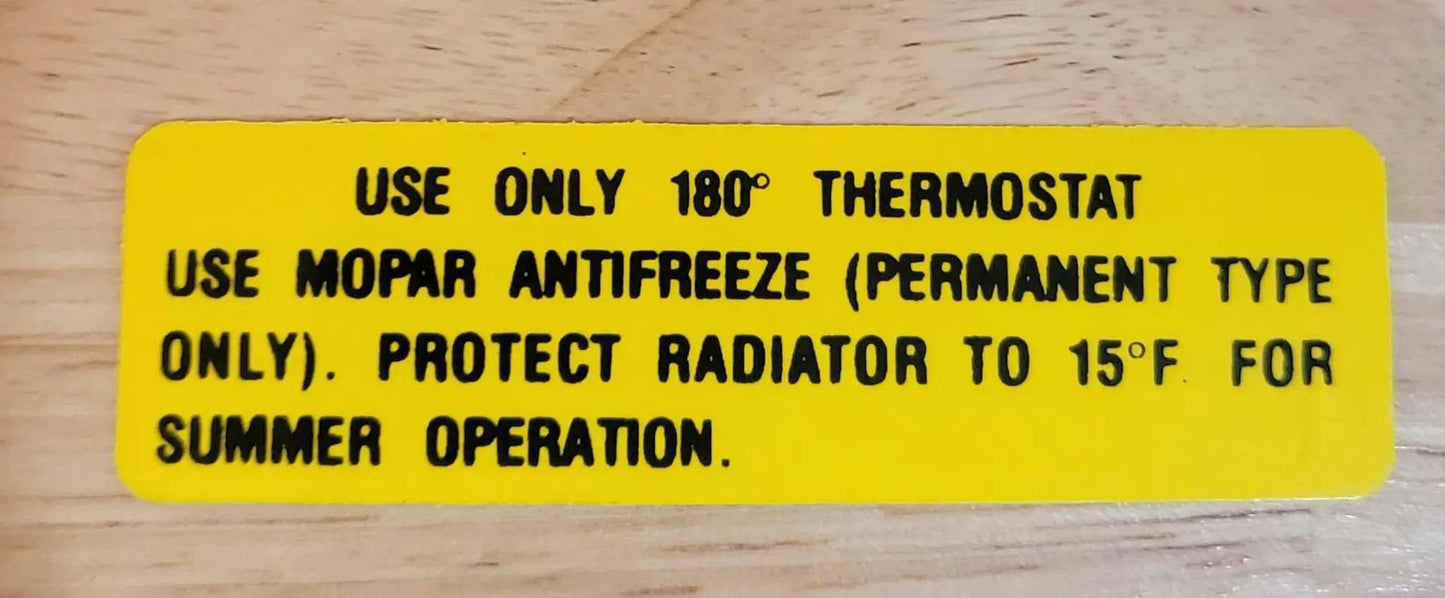 USE ONLY 180° THERMOSTAT
USE MOPAR ANTIFREEZE (PERMANENT TYPE
ONLY). PROTECT RADIATOR TO 15°F. FOR
SUMMER OPERATION.